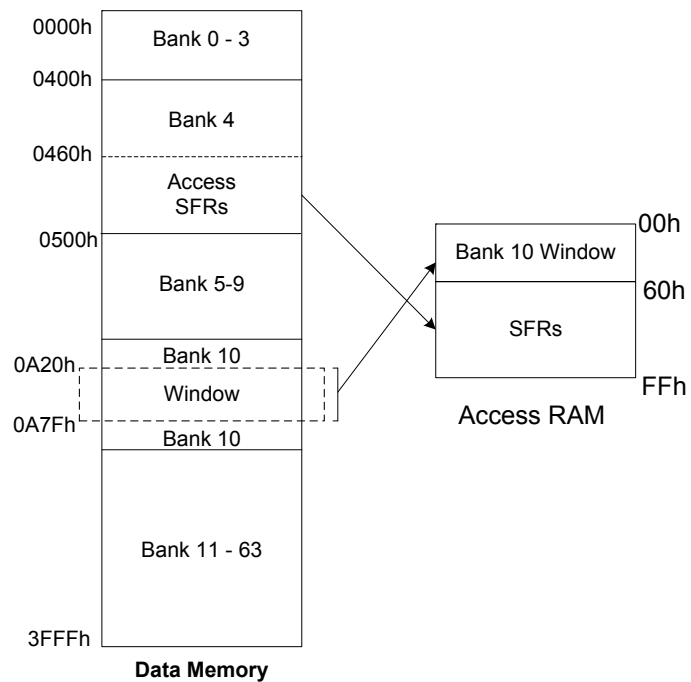 0000h
Bank 0 - 3
0400h
Bank 4
0460h
Access
SFRs
0500h
Bank 5-9
Bank 10
0A20h
Window
0A7Fh
Bank 10
Bank 11 - 63
3FFFh
Data Memory
00h
Bank 10 Window
60h
SFRs
FFh
Access RAM